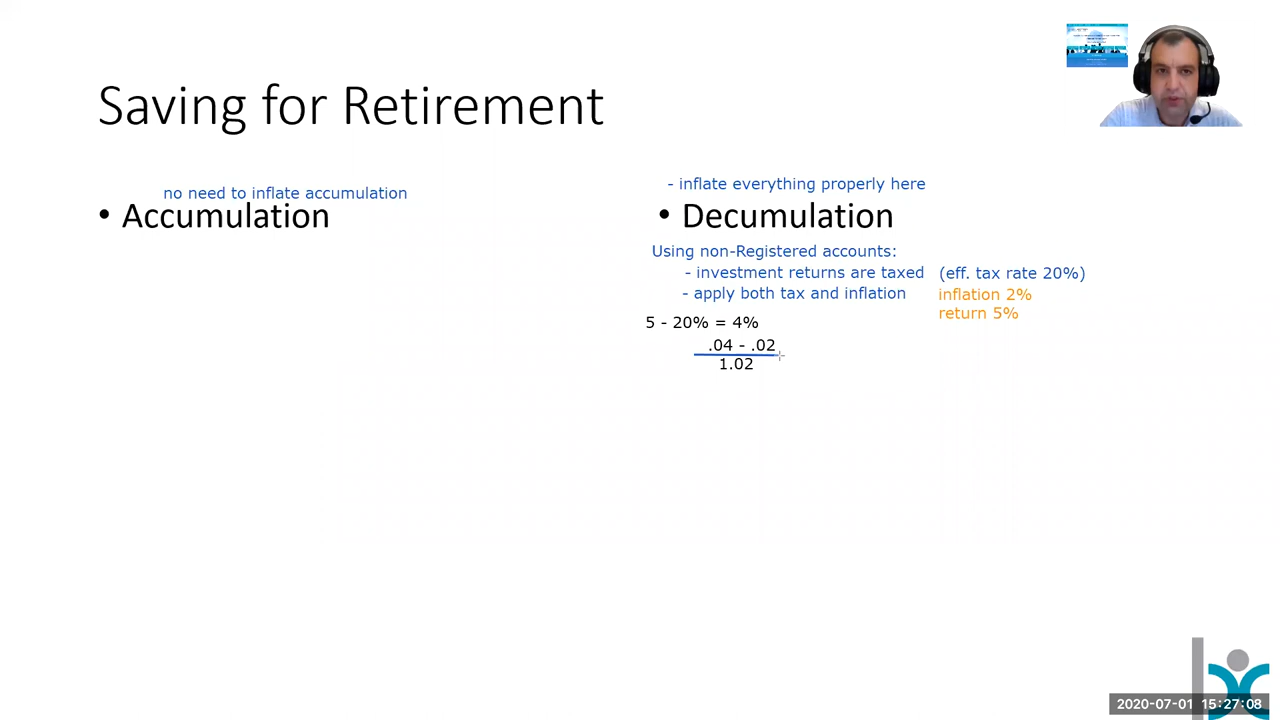 Saving for Retirement
no need to inflate accumulation
• Accumulation
- inflate everything properly here
• Decumulation
Using non-Registered accounts:
- investment returns are taxed (eff. tax rate 20%)
- apply both tax and inflation inflation 2%
return 5%
5 - 20% = 4%
.04 - .02
1.02
2020-07-01 15:27:08